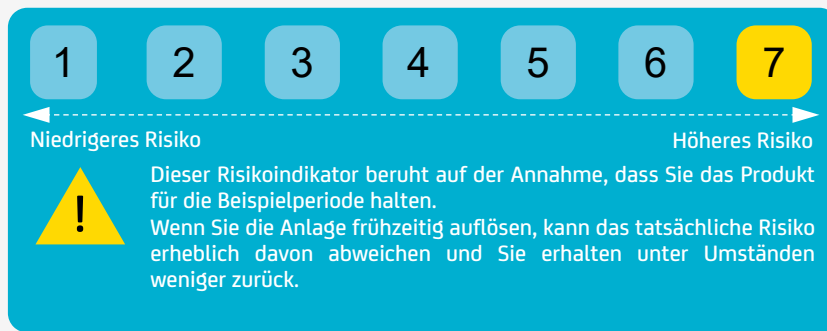 1 2 3 4 5 6 7
Niedrigeres Risiko Höheres Risiko
!
Dieser Risikoindikator beruht auf der Annahme, dass Sie das Produkt
für die Beispielperiode halten.
Wenn Sie die Anlage frühzeitig auflösen, kann das tatsächliche Risiko
erheblich davon abweichen und Sie erhalten unter Umständen
weniger zurück.